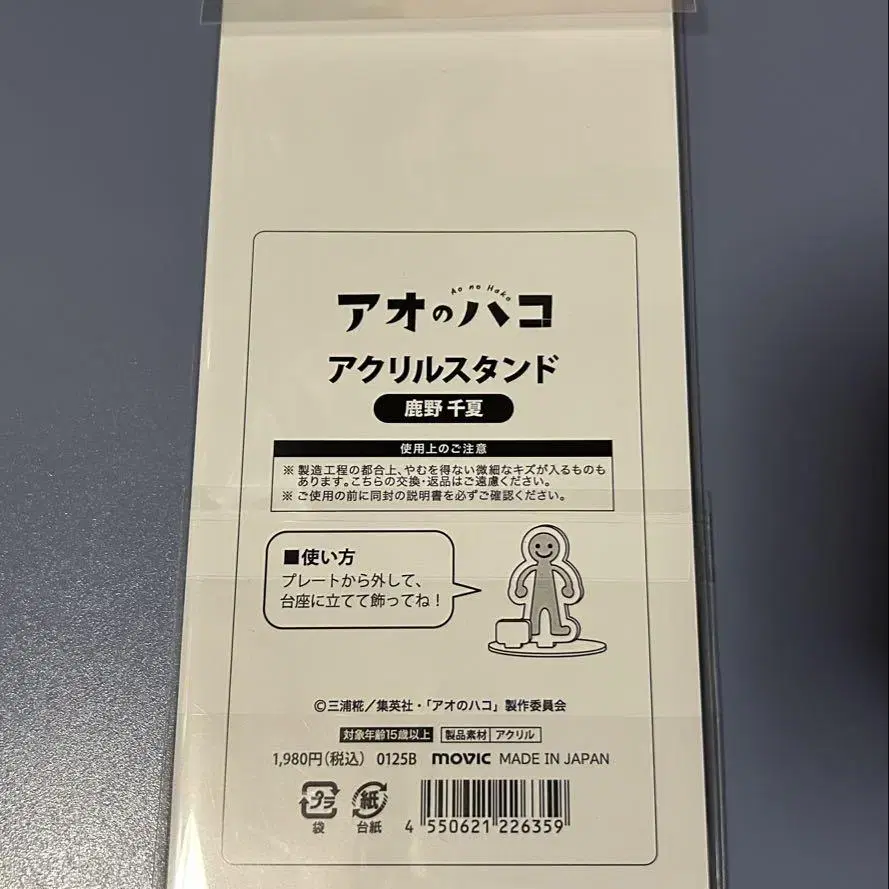 Ao no Hako
アオのハコ
アクリルスタンド
鹿野 千夏
使用上のご注意
※ 製造工程の都合上、やむを得ない微細なキズが入るものも
あります。こちらの交換・返品はご遠慮ください。
※ ご使用の前に同封の説明書を必ずご確認ください。
■使い方
プレートから外して、
台座に立てて飾ってね！
©三浦糀／集英社・「アオのハコ」製作委員会
対象年齢15歳以上 製品素材 アクリル
1,980円(税込) 0125B movic MADE IN JAPAN
プラ 紙
袋 台紙 4 550621 226359